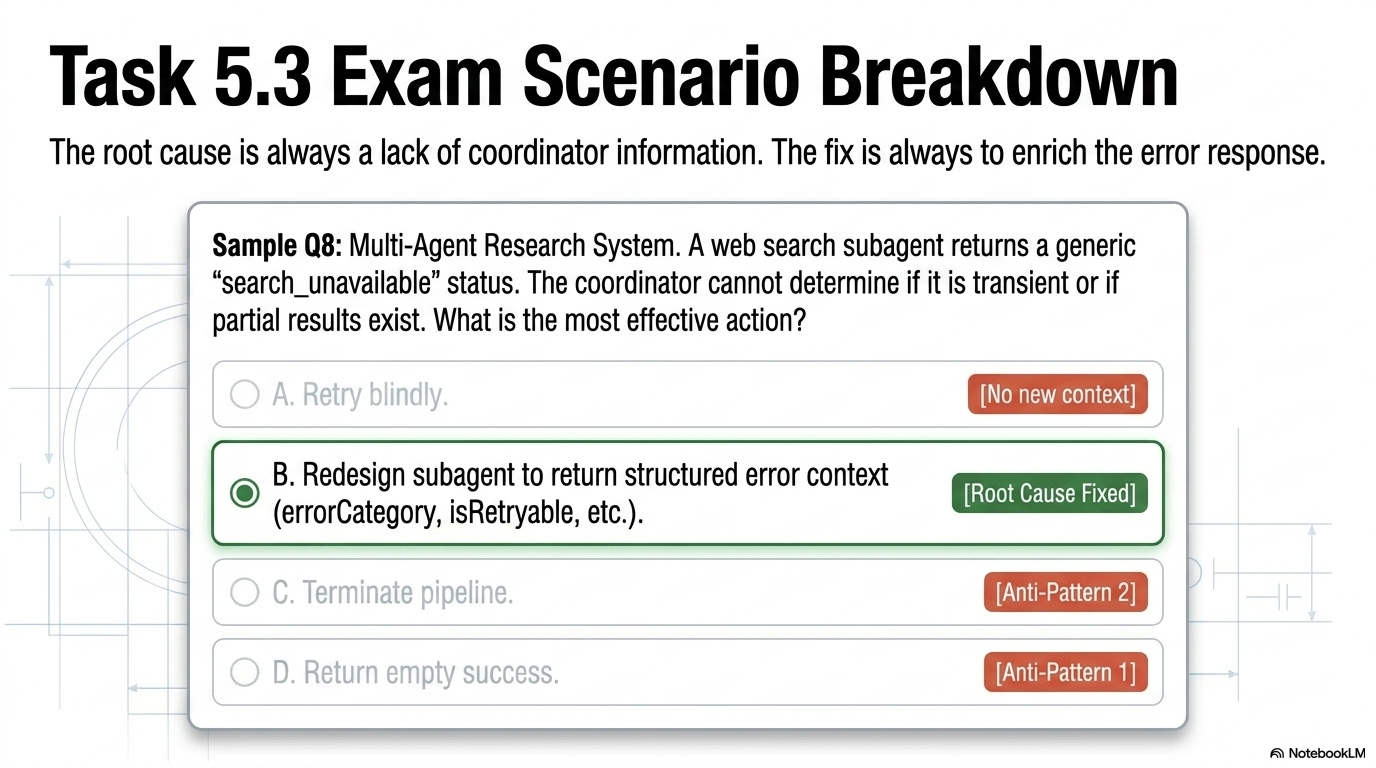 Task 5.3 Exam Scenario Breakdown
The root cause is always a lack of coordinator information. The fix is always to enrich the error response.
Sample Q8: Multi-Agent Research System. A web search subagent returns a generic
“search_unavailable” status. The coordinator cannot determine if it is transient or if
partial results exist. What is the most effective action?
A. Retry blindly.
[No new context]
B. Redesign subagent to return structured error context
(errorCategory, isRetryable, etc.).
[Root Cause Fixed]
C. Terminate pipeline.
[Anti-Pattern 2]
D. Return empty success.
[Anti-Pattern 1]
NotebookLM